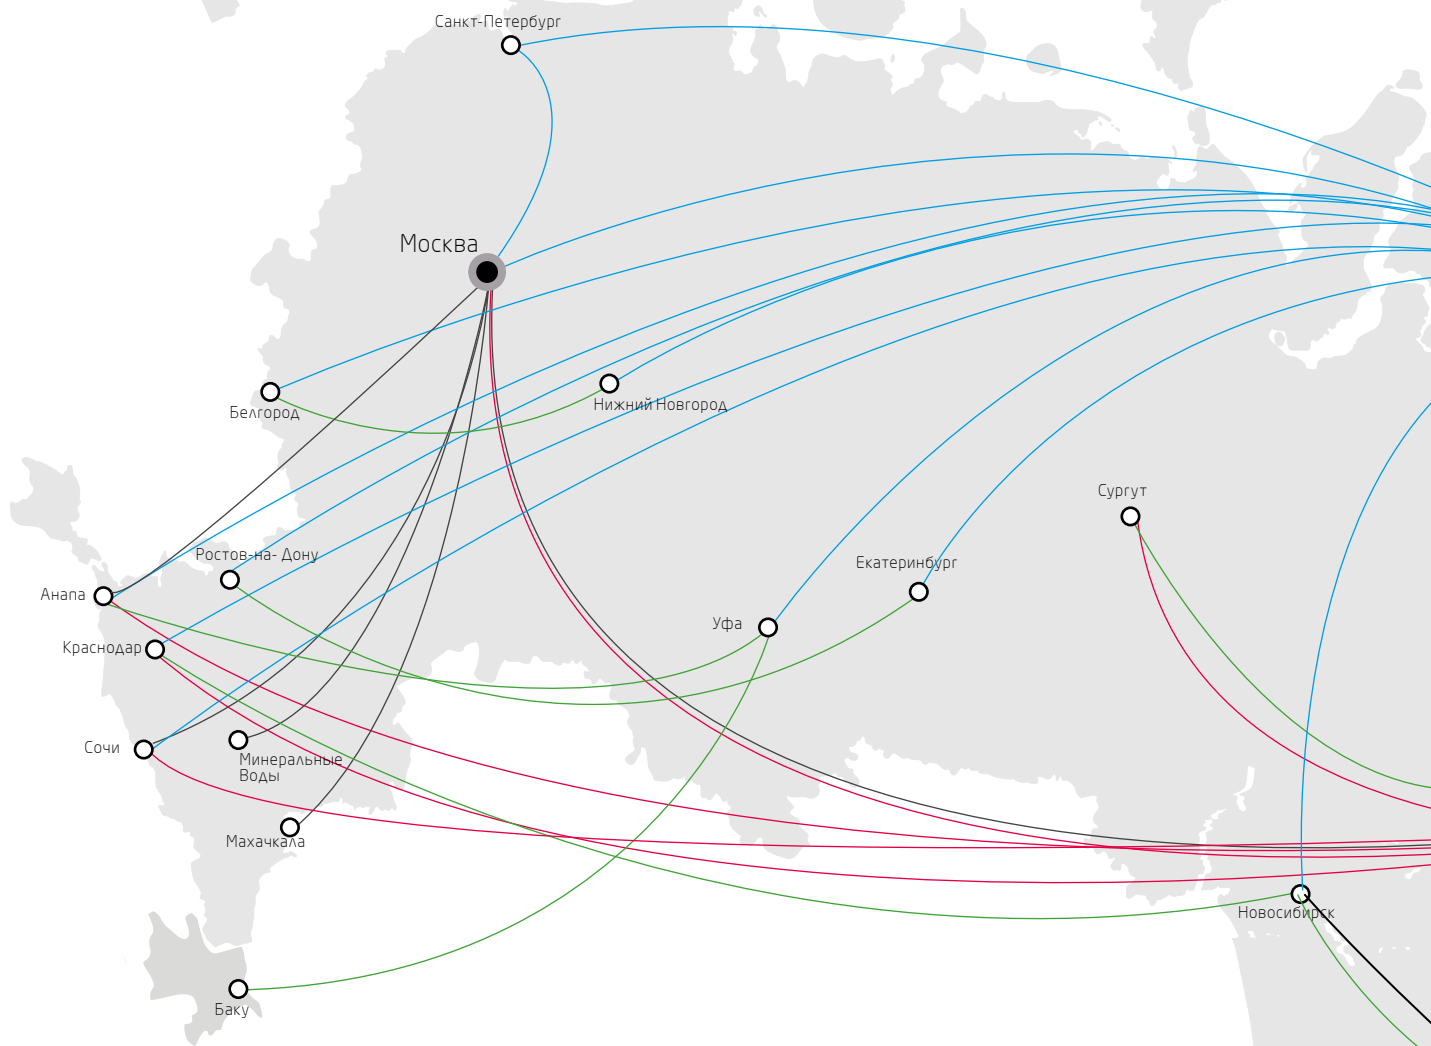 Санкт-Петербург
Москва
Белгород
Нижний Новгород
Сургут
Ростов-на- Дону
Екатеринбург
Анапа
Уфа
Краснодар
Сочи
Минеральные
Воды
Махачкала
Новосибирск
Баку